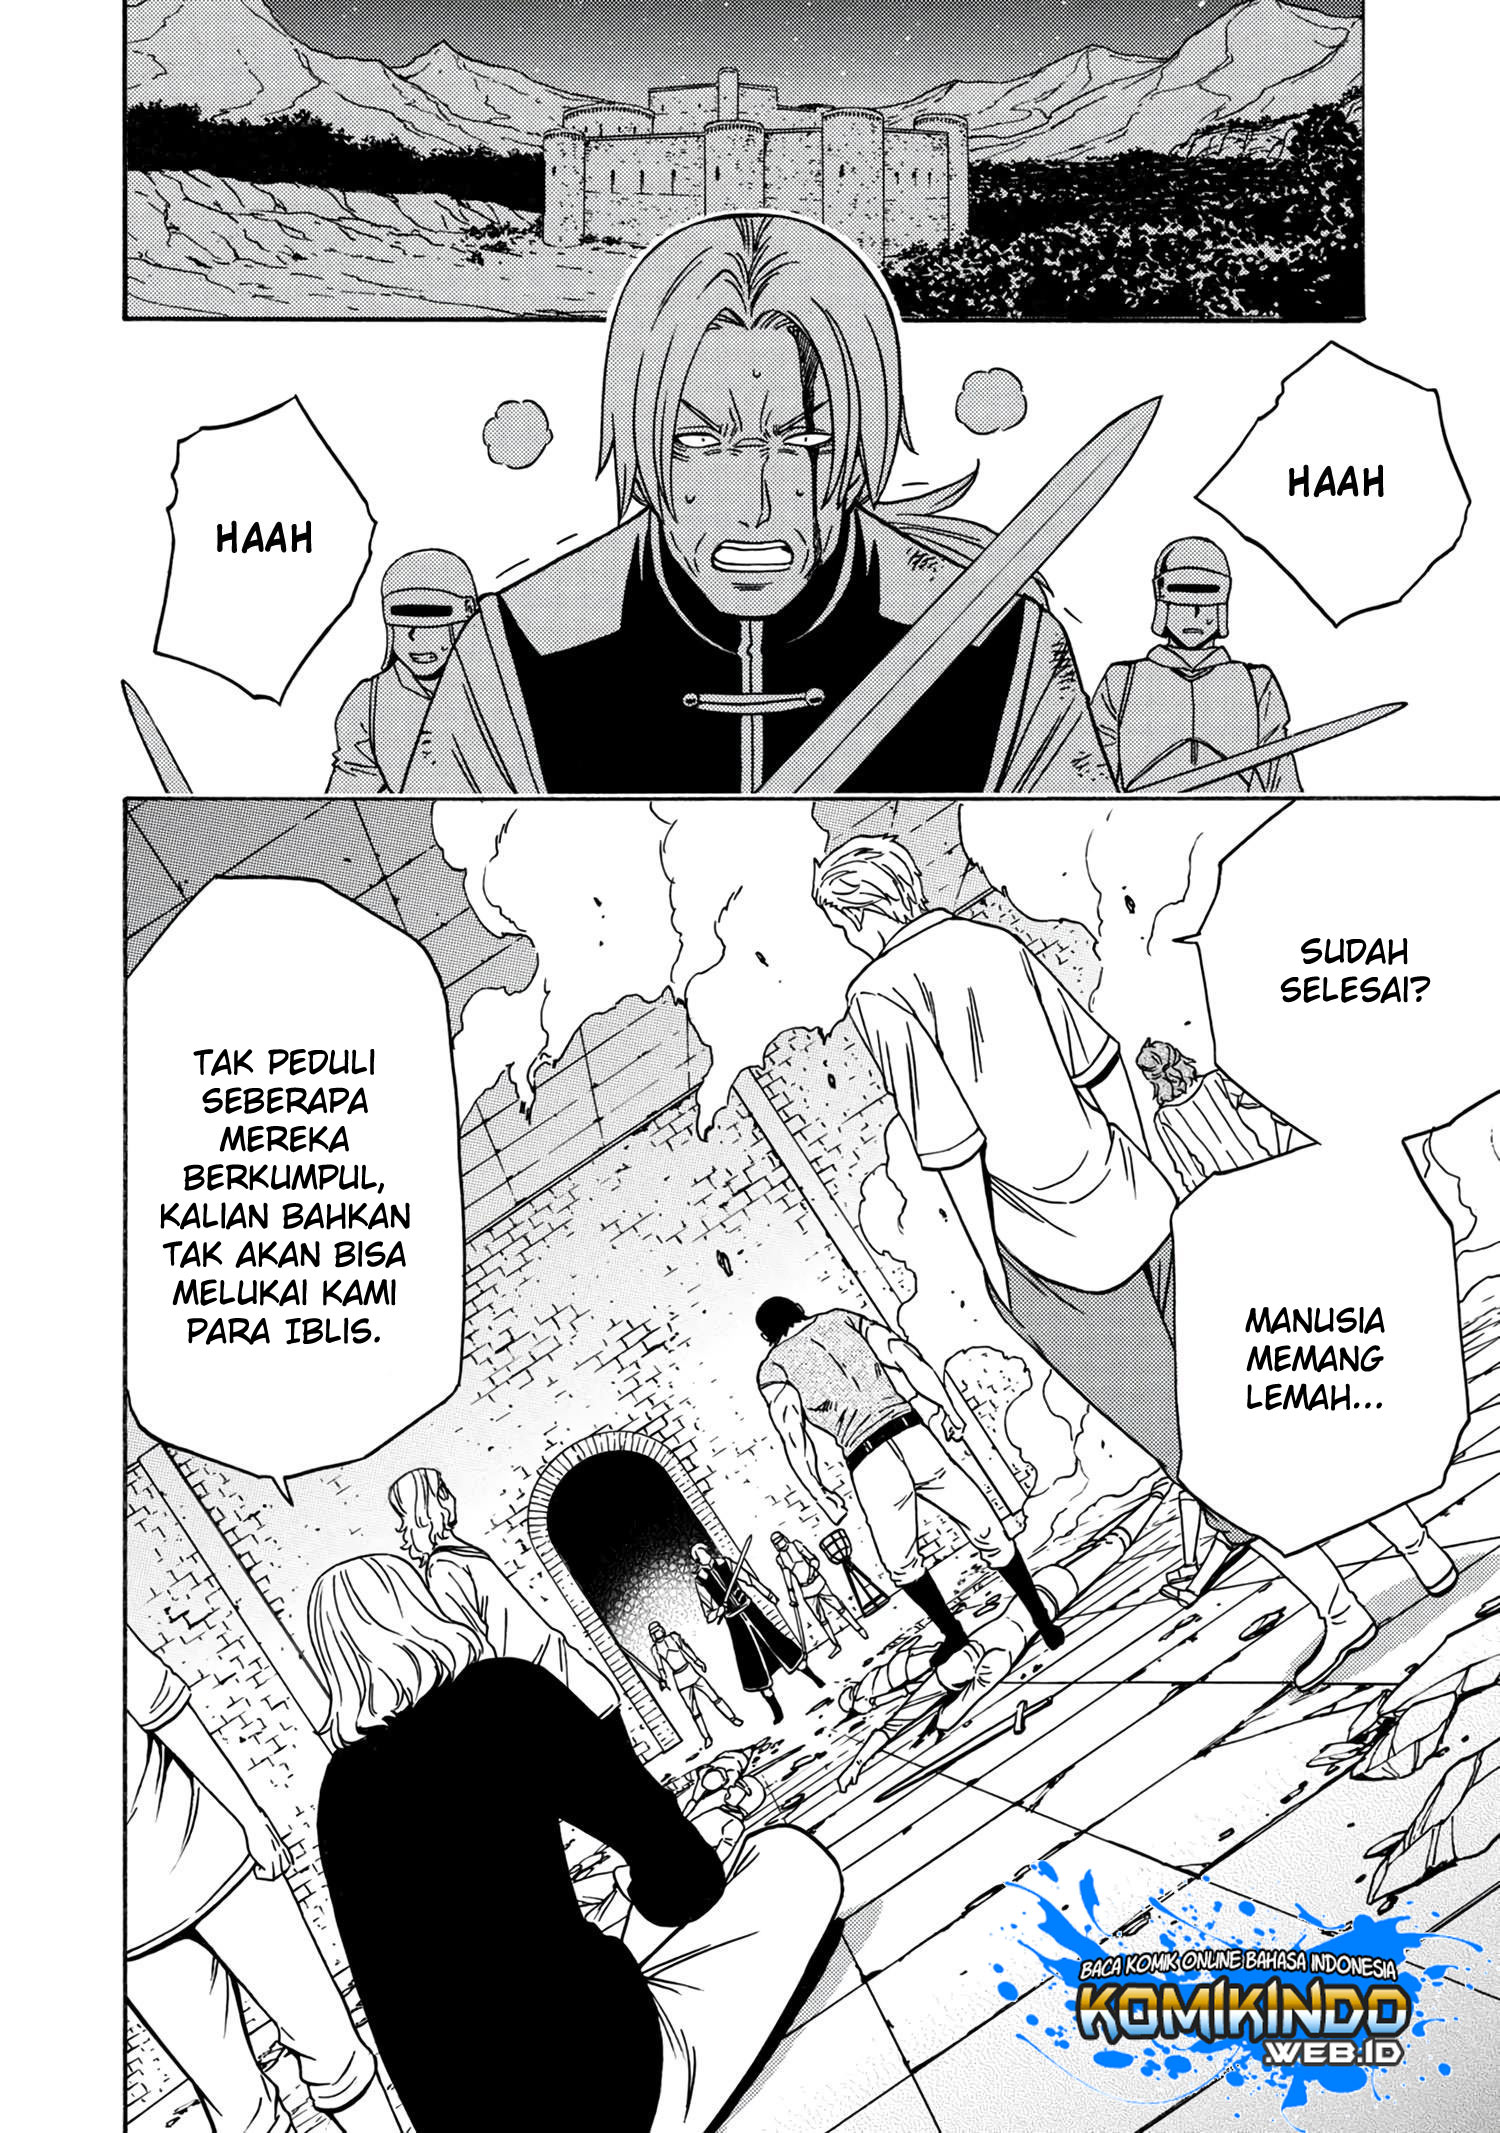 HAAH
HAAH
SUDAH
SELESAI?
MANUSIA
MEMANG
LEMAH...
TAK PEDULI
SEBERAPA
MEREKA
BERKUMPUL,
KALIAN BAHKAN
TAK AKAN BISA
MELUKAI KAMI
PARA IBLIS.
BACA KOMIK ONLINE BAHASA INDONESIA
KOMIKINDO
.WEB.ID